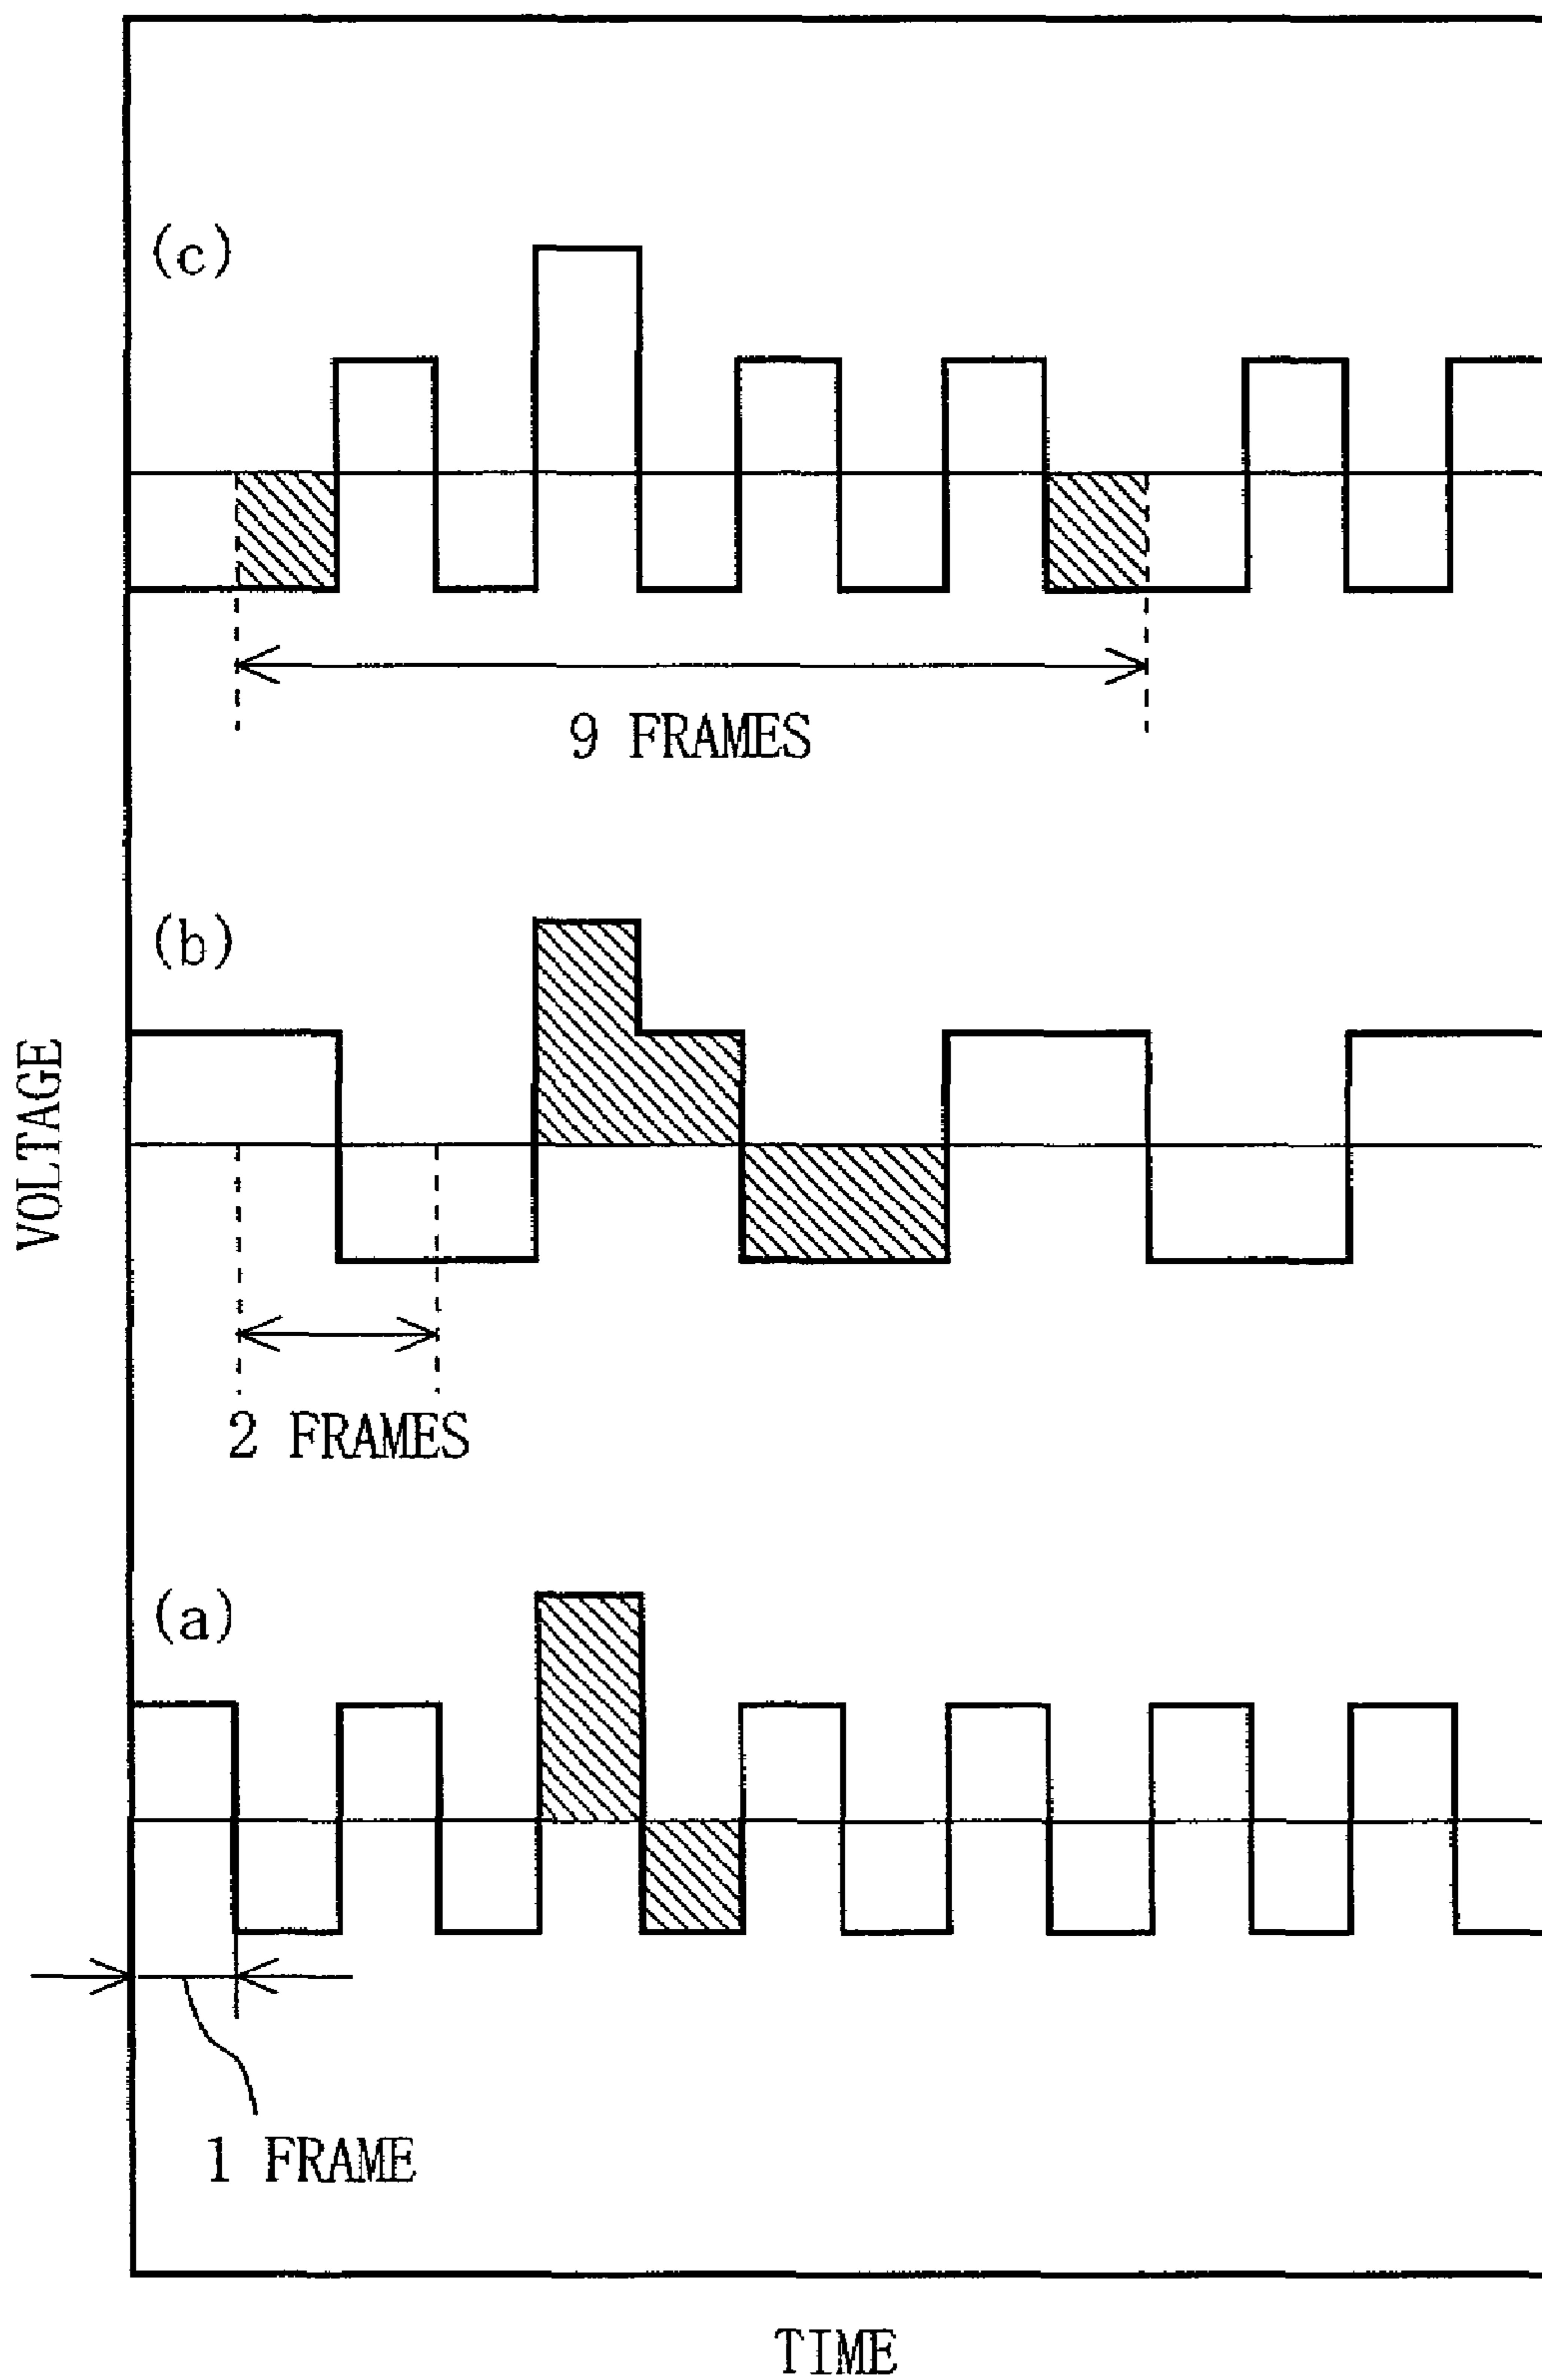 (c)
9 FRAMES
(b)
VOLTAGE
2 FRAMES
(a)
1 FRAME
TIME